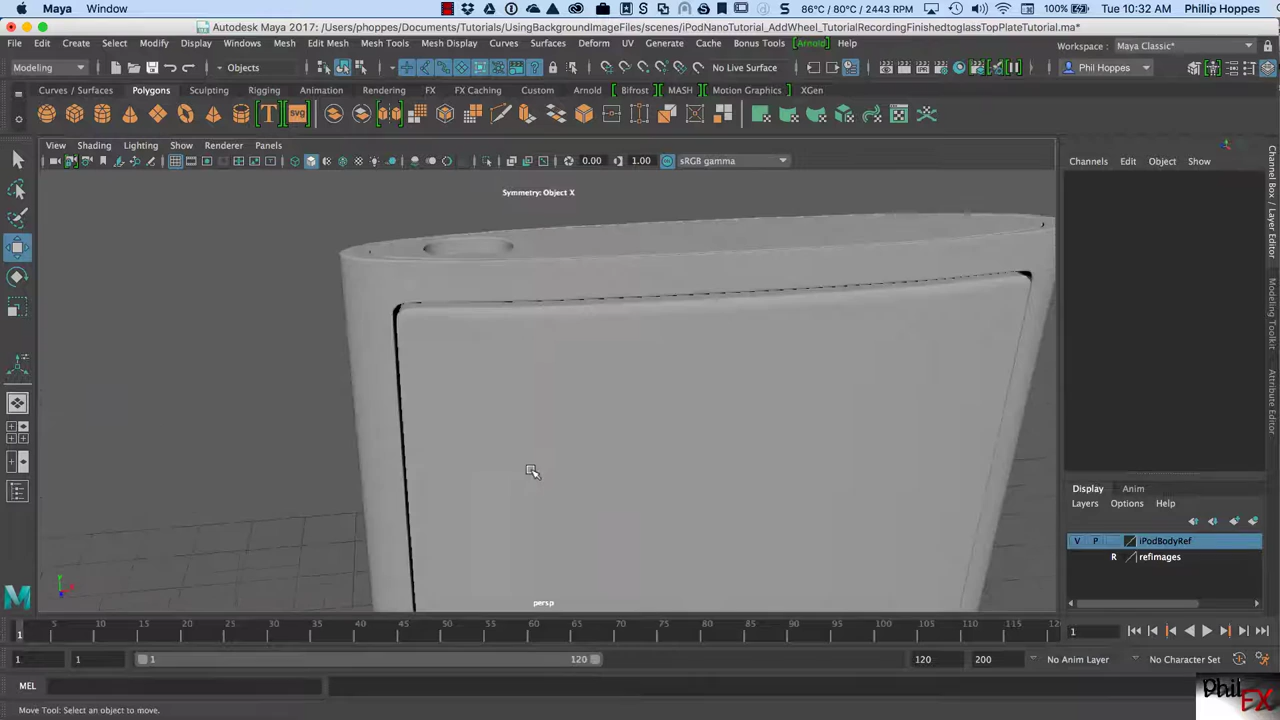 Maya Window 86°C / 80°C / 2443 RPM 100% Tue 10:32 AM Phillip Hoppes
Autodesk Maya 2017: /Users/phoppes/Documents/Tutorials/UsingBackgroundImageFiles/scenes/iPodNanoTutorial_AddWheel_TutorialRecordingFinishedtoglassTopPlateTutorial.ma*
File Edit Create Select Modify Display Windows Mesh Edit Mesh Mesh Tools Mesh Display Curves Surfaces Deform UV Generate Cache Bonus Tools Arnold Help Workspace : Maya Classic*
Modeling Objects No Live Surface Phil Hoppes
Curves / Surfaces Polygons Sculpting Rigging Animation Rendering FX FX Caching Custom Arnold Bifrost MASH Motion Graphics XGen
T svg
View Shading Lighting Show Renderer Panels
0.00 1.00 sRGB gamma
Channels Edit Object Show
Symmetry: Object X
Channel Box / Layer Editor
Modeling Toolkit
Attribute Editor
persp
Display Anim
Layers Options Help
V P iPodBodyRef
R refimages
5 10 15 20 25 30 35 40 45 50 55 60 65 70 75 80 85 90 95 100 105 110 115 12
1 1
1 1 1 120 120 200 No Anim Layer No Character Set
MEL
Move Tool: Select an object to move.
Phil FX